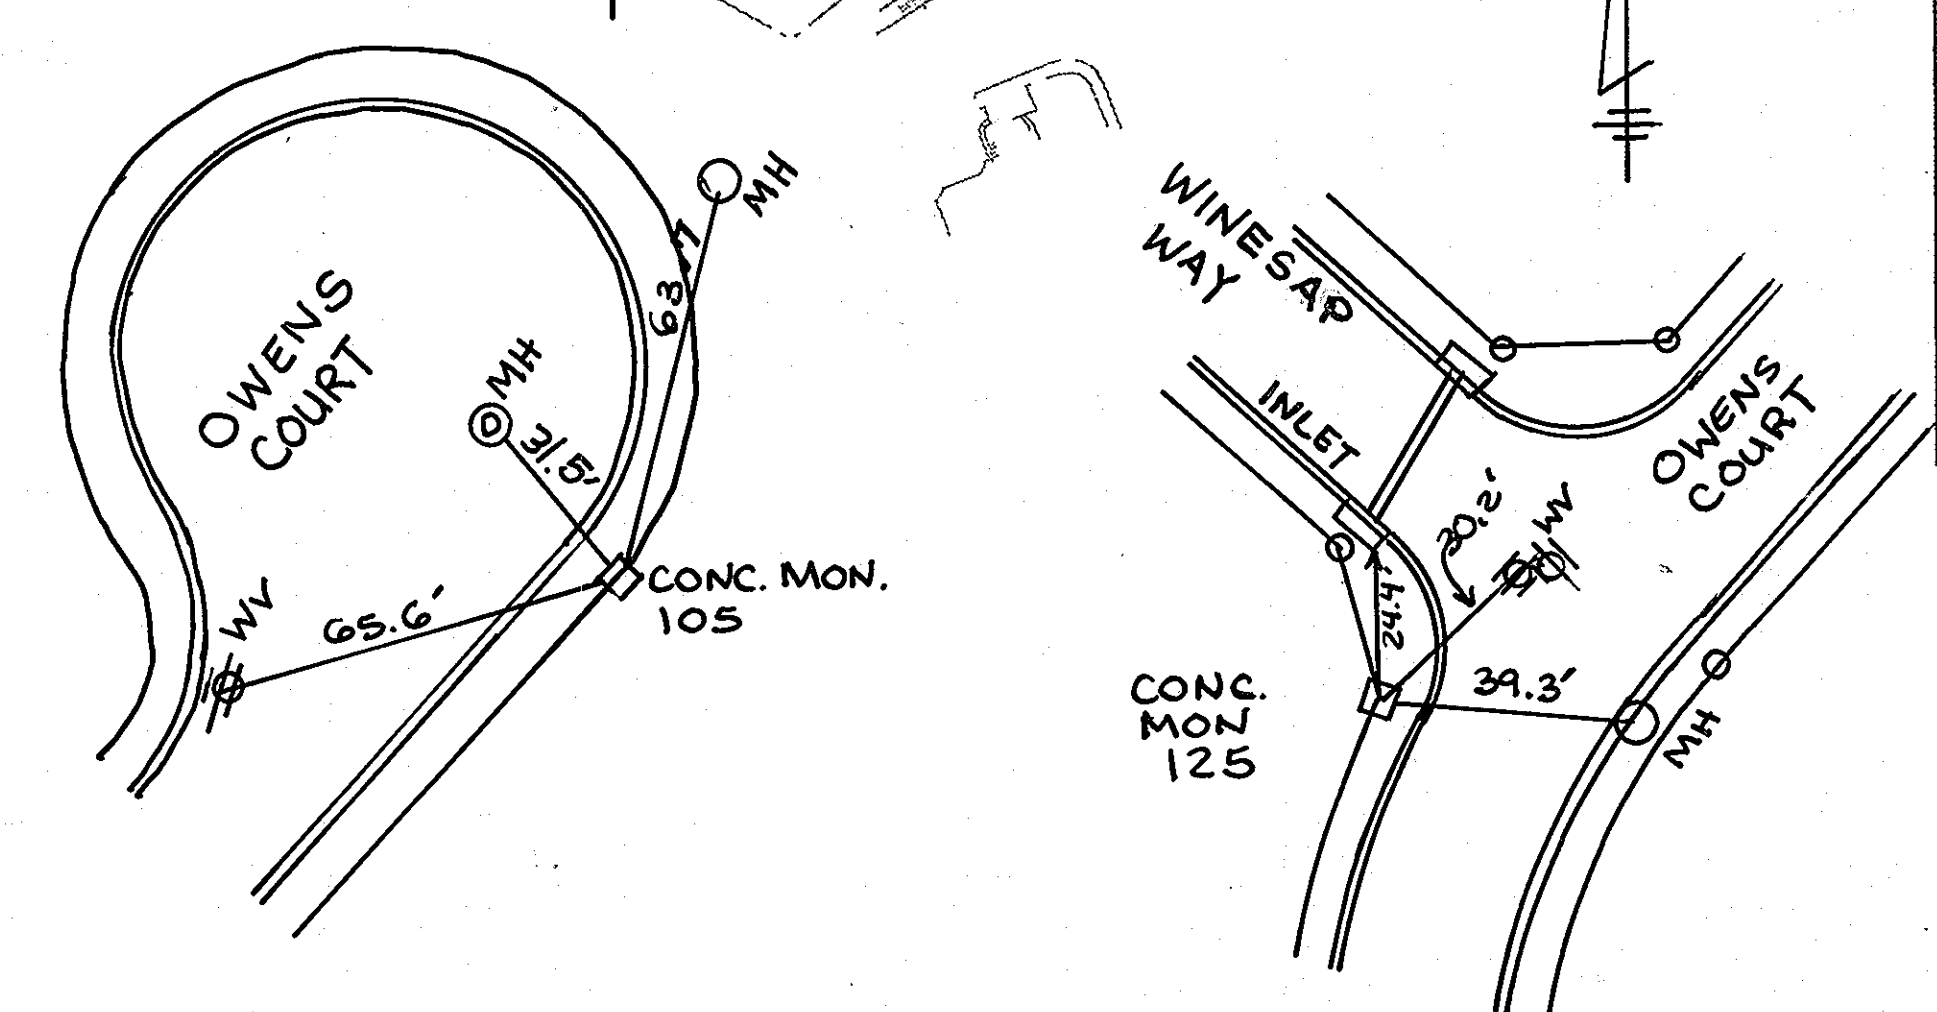 OWENS
COURT
MH
63.7
MH
31.5'
WV
65.6'
CONC. MON.
105
WINESAP
WAY
INLET
OWENS
COURT
30.2'
WV
24.4'
39.3'
MH
CONC.
MON
125